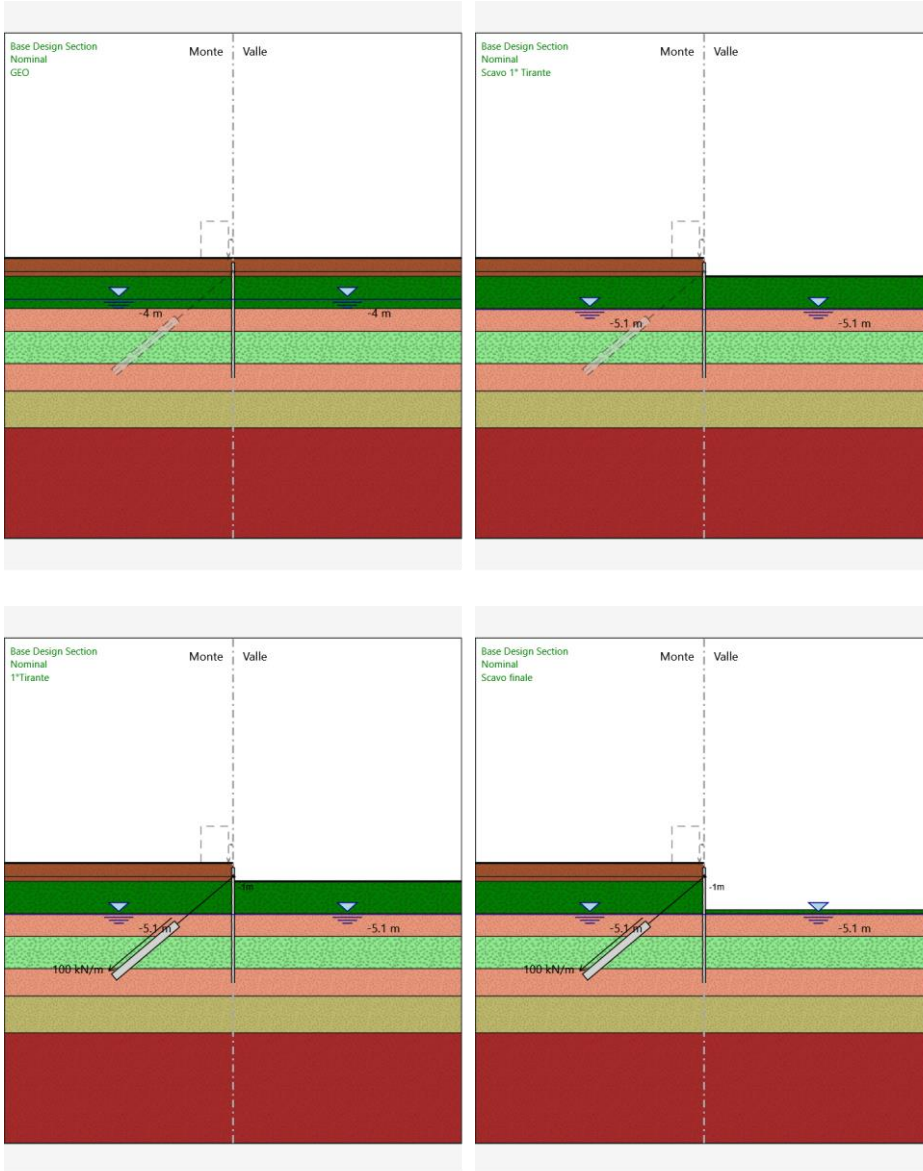 Base Design Section
Nominal
GEO
Monte
Valle
-4 m
-4 m
Base Design Section
Nominal
Scavo 1° Tirante
Monte
Valle
-5.1 m
-5.1 m
Base Design Section
Nominal
1°Tirante
Monte
Valle
-1m
-5.1 m
-5.1 m
100 kN/m
Base Design Section
Nominal
Scavo finale
Monte
Valle
-1m
-5.1 m
-5.1 m
100 kN/m